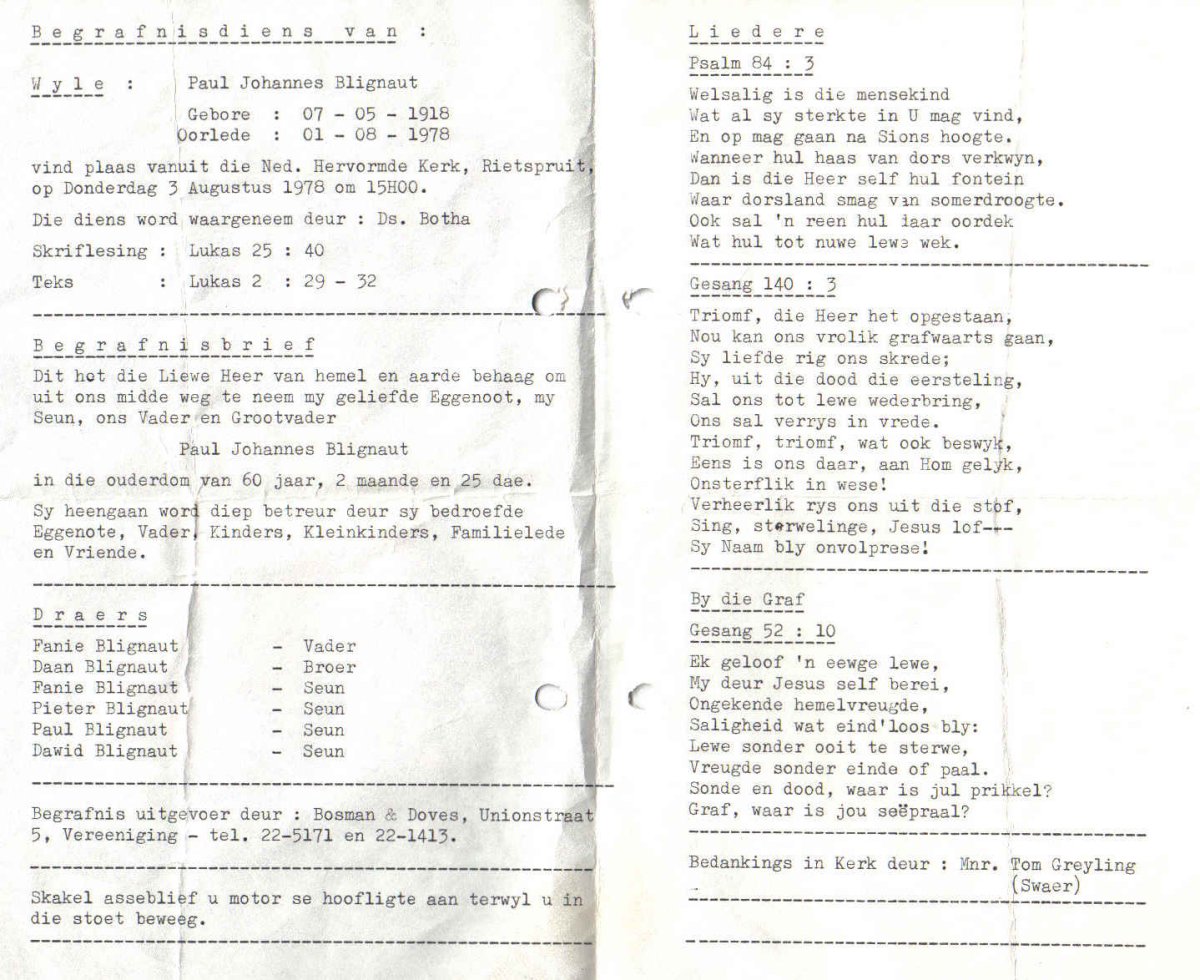 B e g r a f n i s d i e n s   v a n  :
W y l e  :  Paul Johannes Blignaut
Gebore  :  07 - 05 - 1918
Oorlede  :  01 - 08 - 1978
vind plaas vanuit die Ned. Hervormde Kerk, Rietspruit,
op Donderdag 3 Augustus 1978 om 15H00.
Die diens word waargeneem deur : Ds. Botha
Skriflesing :  Lukas 25 : 40
Teks  :  Lukas 2  : 29 - 32
B e g r a f n i s b r i e f
Dit het die Liewe Heer van hemel en aarde behaag om
uit ons midde weg te neem my geliefde Eggenoot, my
Seun, ons Vader en Grootvader
Paul Johannes Blignaut
in die ouderdom van 60 jaar, 2 maande en 25 dae.
Sy heengaan word diep betreur deur sy bedroefde
Eggenote, Vader, Kinders, Kleinkinders, Familielede
en Vriende.
D r a e r s
Fanie Blignaut  -  Vader
Daan Blignaut  -  Broer
Fanie Blignaut  -  Seun
Pieter Blignaut  -  Seun
Paul Blignaut  -  Seun
Dawid Blignaut  -  Seun
Begrafnis uitgevoer deur : Bosman & Doves, Unionstraat
5, Vereeniging - tel. 22-5171 en 22-1413.
Skakel asseblief u motor se hoofligte aan terwyl u in
die stoet beweeg.
L i e d e r e
Psalm 84 : 3
Welsalig is die mensekind
Wat al sy sterkte in U mag vind,
En op mag gaan na Sions hoogte.
Wanneer hul haas van dors verkwyn,
Dan is die Heer self hul fontein
Waar dorsland smag van somerdroogte.
Ook sal 'n reen hul laar oordek
Wat hul tot nuwe lewe wek.
Gesang 140 : 3
Triomf, die Heer het opgestaan,
Nou kan ons vrolik grafwaarts gaan,
Sy liefde rig ons skrede;
Hy, uit die dood die eersteling,
Sal ons tot lewe wederbring,
Ons sal verrys in vrede.
Triomf, triomf, wat ook beswyk,
Eens is ons daar, aan Hom gelyk,
Onsterflik in wese!
Verheerlik rys ons uit die stof,
Sing, sterwelinge, Jesus lof---
Sy Naam bly onvolprese!
By die Graf
Gesang 52 : 10
Ek geloof 'n eewge lewe,
My deur Jesus self berei,
Ongekende hemelvreugde,
Saligheid wat eind'loos bly:
Lewe sonder ooit te sterwe,
Vreugde sonder einde of paal.
Sonde en dood, waar is jul prikkel?
Graf, waar is jou seëpraal?
Bedankings in Kerk deur : Mnr. Tom Greyling
(Swaer)